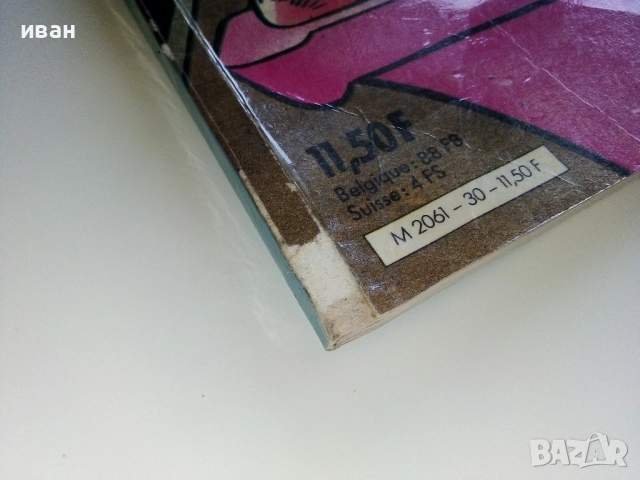 иван
11,50F
Belgique: 88 FB
Suisse: 4 FS
M 2061 - 30 - 11,50 F
BAZAR